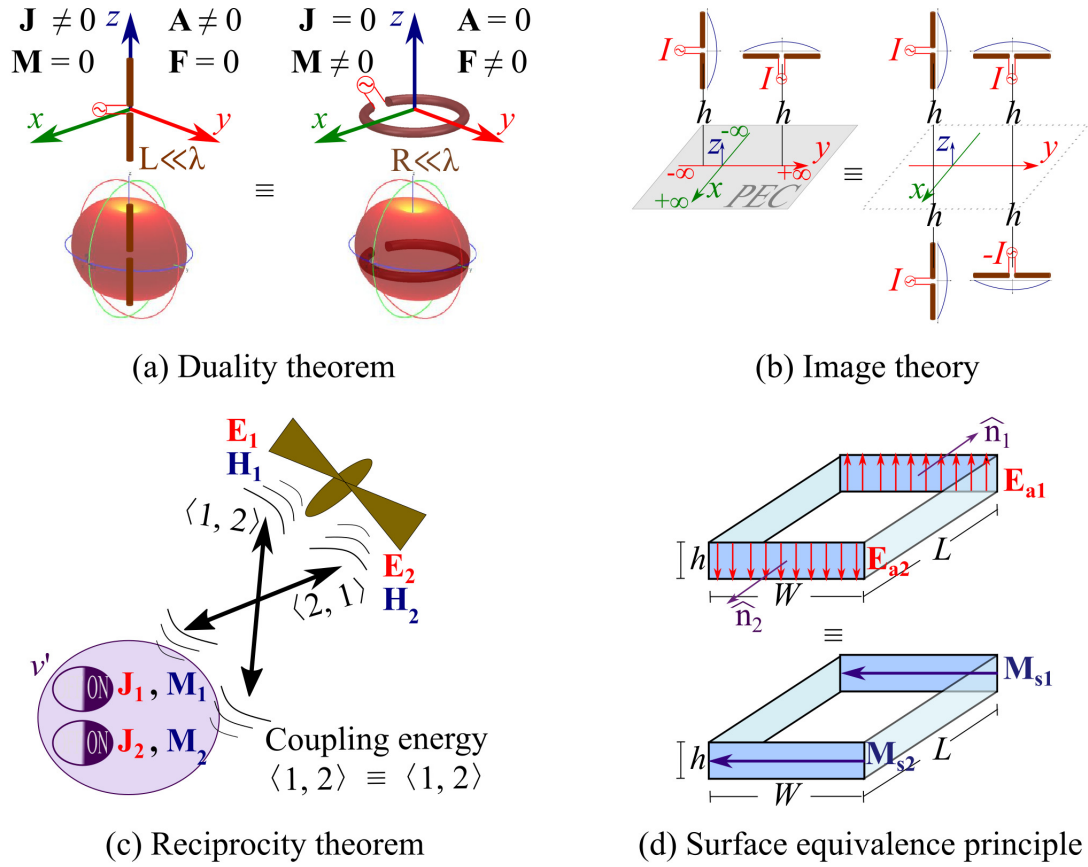 J ≠ 0 z A ≠ 0
M = 0 F = 0
x y
L≪λ
J = 0 z A = 0
M ≠ 0 F ≠ 0
x y
R≪λ
≡
(a) Duality theorem
I I
h h
-∞
z y
-∞ +∞
x
+∞ PEC
≡
I I
h h
z y
x
h h
I -I
(b) Image theory
E1
H1
⟨1, 2⟩
E2
H2
⟨2, 1⟩
v'
ON J1 , M1
ON J2 , M2
Coupling energy
⟨1, 2⟩ ≡ ⟨1, 2⟩
(c) Reciprocity theorem
n̂1
Ea1
h Ea2 L
W
n̂2
≡
Ms1
h Ms2 L
W
(d) Surface equivalence principle